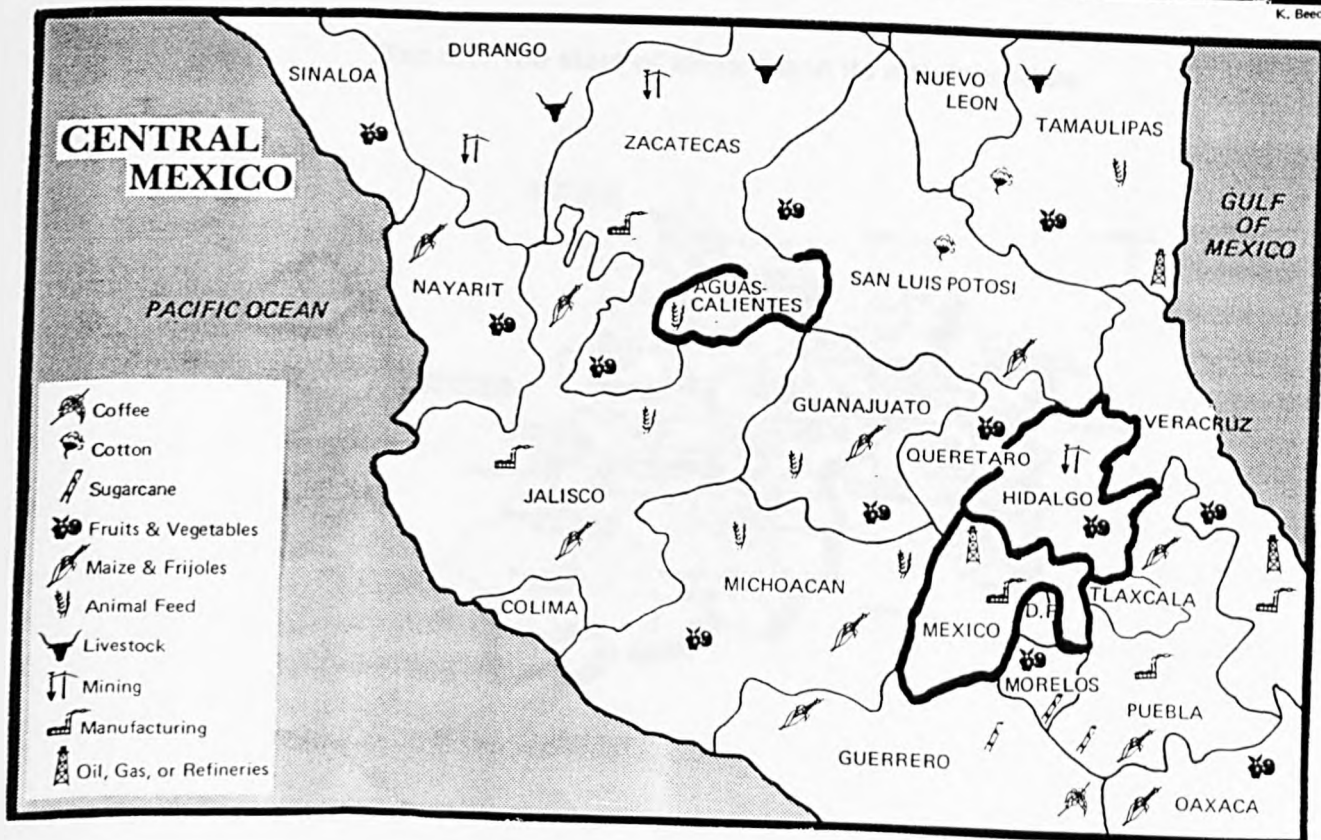 K. Beec
CENTRAL
MEXICO
SINALOA
DURANGO
ZACATECAS
NUEVO
LEON
TAMAULIPAS
GULF
OF
MEXICO
PACIFIC OCEAN
NAYARIT
AGUAS-
CALIENTES
SAN LUIS POTOSI
GUANAJUATO
QUERETARO
HIDALGO
VERACRUZ
JALISCO
COLIMA
MICHOACAN
MEXICO
D.F.
TLAXCALA
MORELOS
PUEBLA
GUERRERO
OAXACA
Coffee
Cotton
Sugarcane
Fruits & Vegetables
Maize & Frijoles
Animal Feed
Livestock
Mining
Manufacturing
Oil, Gas, or Refineries